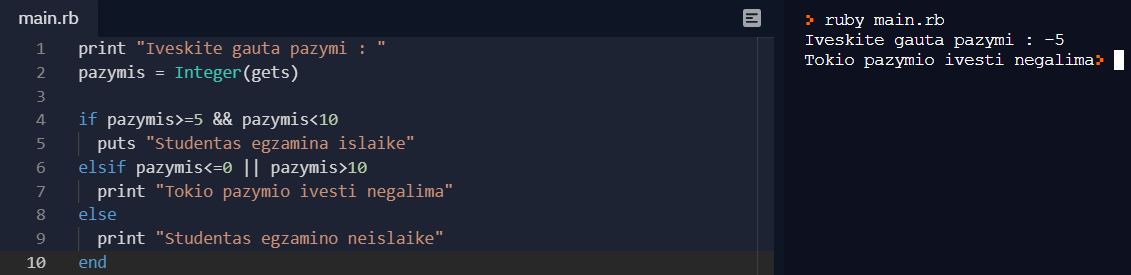 main.rb
1 print "Iveskite gauta pazymi : "
2 pazymis = Integer(gets)
3
4 if pazymis>=5 && pazymis<10
5 puts "Studentas egzamina islaike"
6 elsif pazymis<=0 || pazymis>10
7 print "Tokio pazymio ivesti negalima"
8 else
9 print "Studentas egzamino neislaike"
10 end
> ruby main.rb
Iveskite gauta pazymi : -5
Tokio pazymio ivesti negalima>